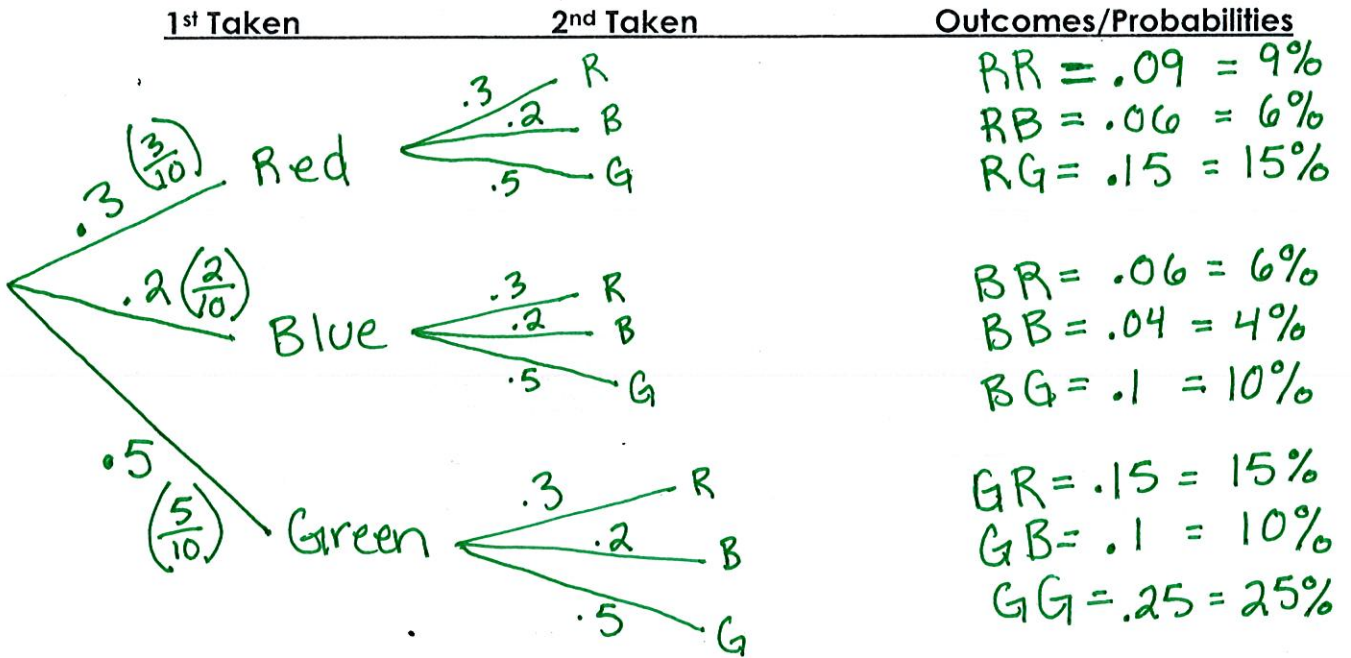 1st Taken 2nd Taken Outcomes/Probabilities
.3 (3/10) Red
.3 R
.2 B
.5 G
RR = .09 = 9%
RB = .06 = 6%
RG = .15 = 15%
.2 (2/10) Blue
.3 R
.2 B
.5 G
BR = .06 = 6%
BB = .04 = 4%
BG = .1 = 10%
.5 (5/10) Green
.3 R
.2 B
.5 G
GR = .15 = 15%
GB = .1 = 10%
GG = .25 = 25%